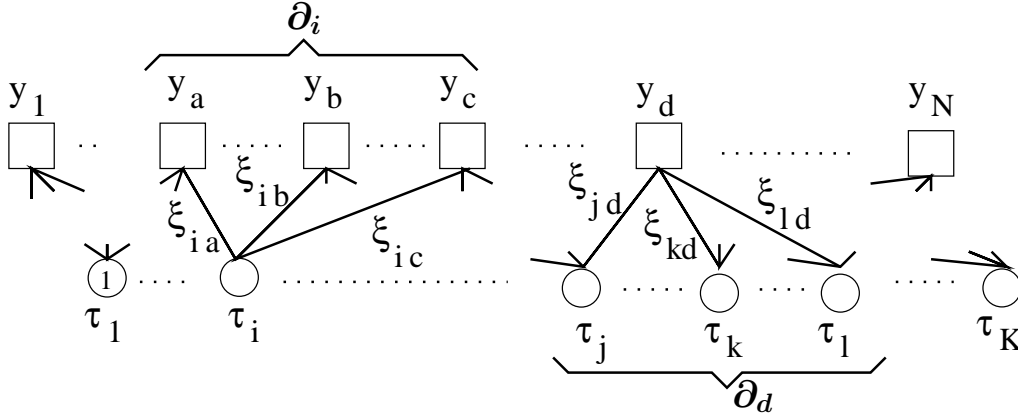 ∂i
y1 ya yb yc yd yN
ξib ξjd ξld
ξia ξic ξkd
1
τ1 τi τj τk τl τK
∂d